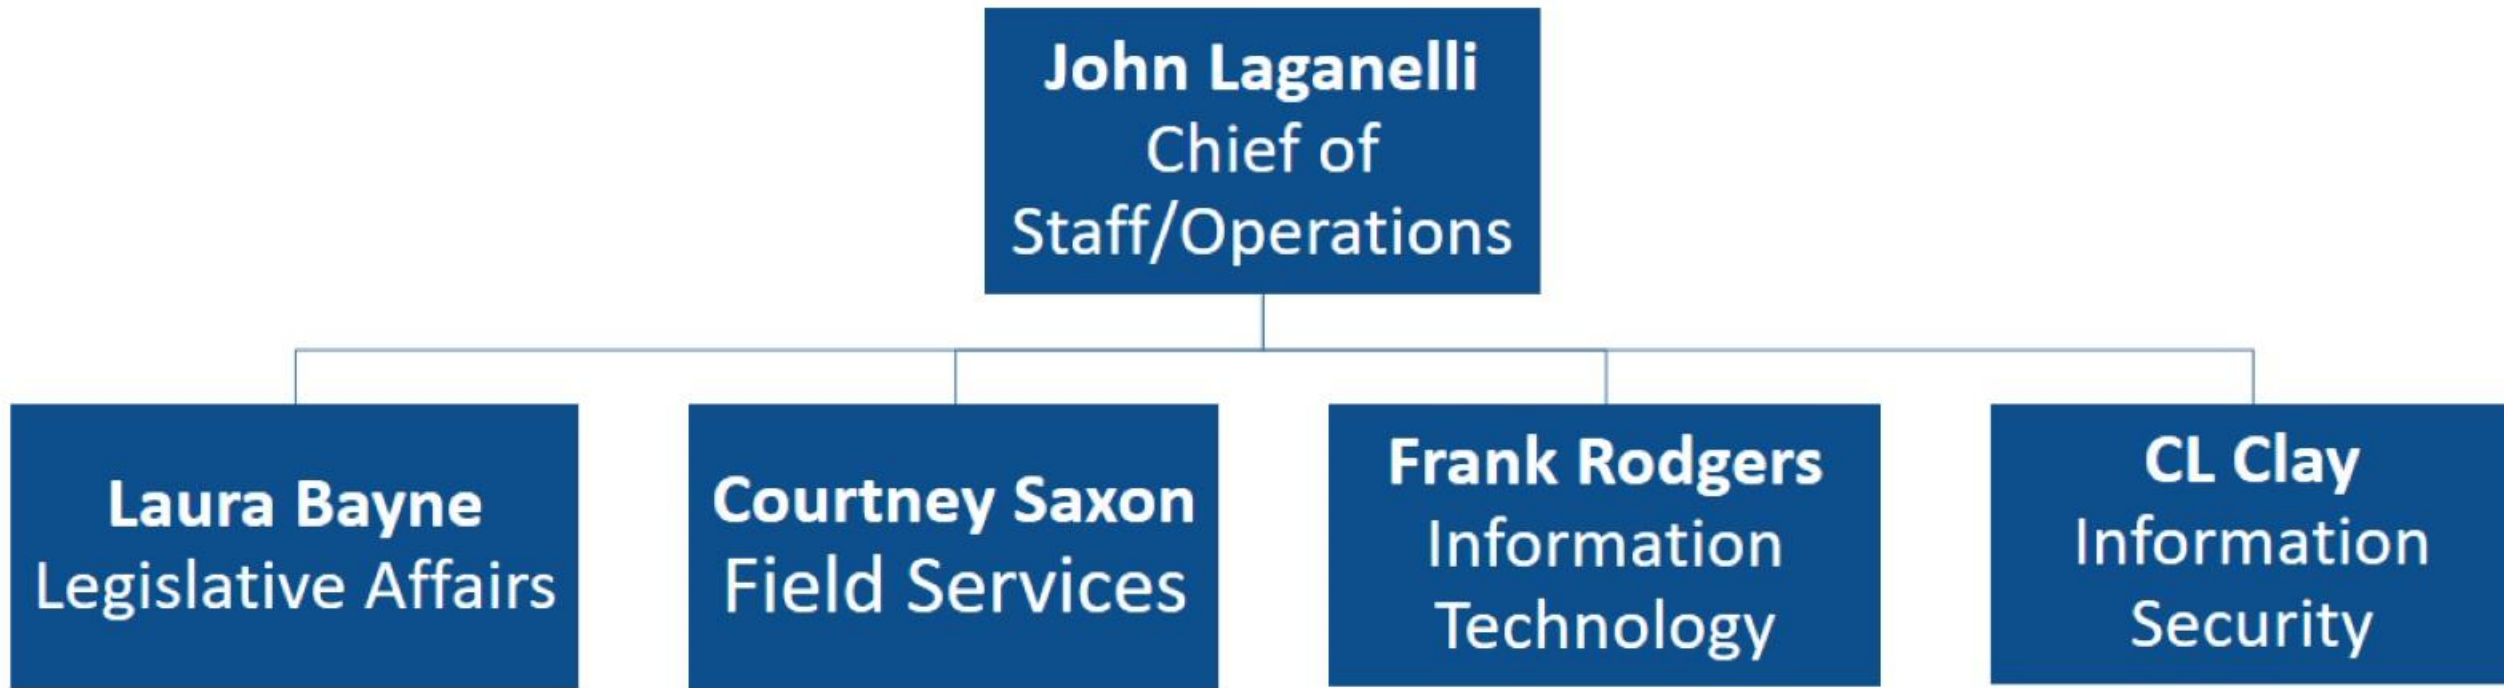 John Laganelli
Chief of
Staff/Operations
Laura Bayne
Legislative Affairs
Courtney Saxon
Field Services
Frank Rodgers
Information
Technology
CL Clay
Information
Security